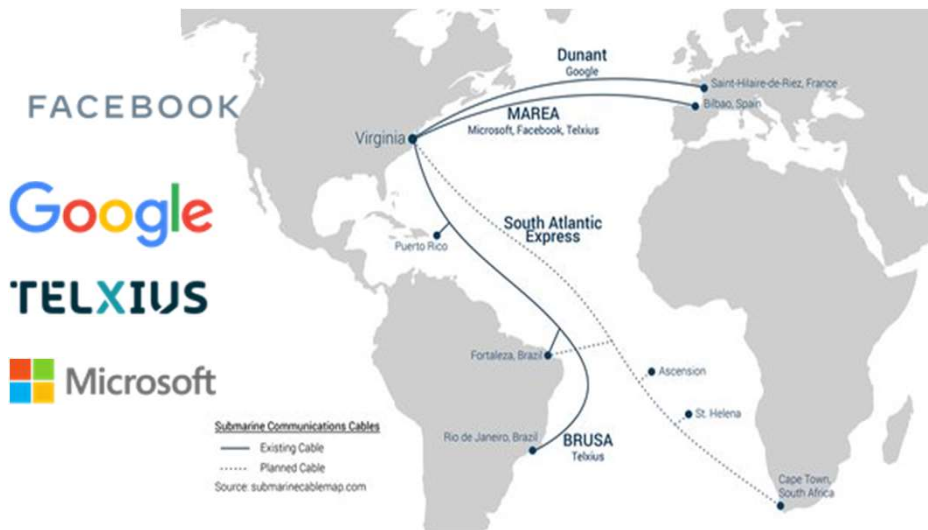 FACEBOOK
Google
TELXIUS
Microsoft
Dunant
Google
Saint-Hilaire-de-Riez, France
Bilbao, Spain
MAREA
Microsoft, Facebook, Telxius
Virginia
South Atlantic
Express
Puerto Rico
Fortaleza, Brazil
Ascension
St. Helena
Rio de Janeiro, Brazil
BRUSA
Telxius
Cape Town,
South Africa
Submarine Communications Cables
Existing Cable
Planned Cable
Source: submarinecablemap.com